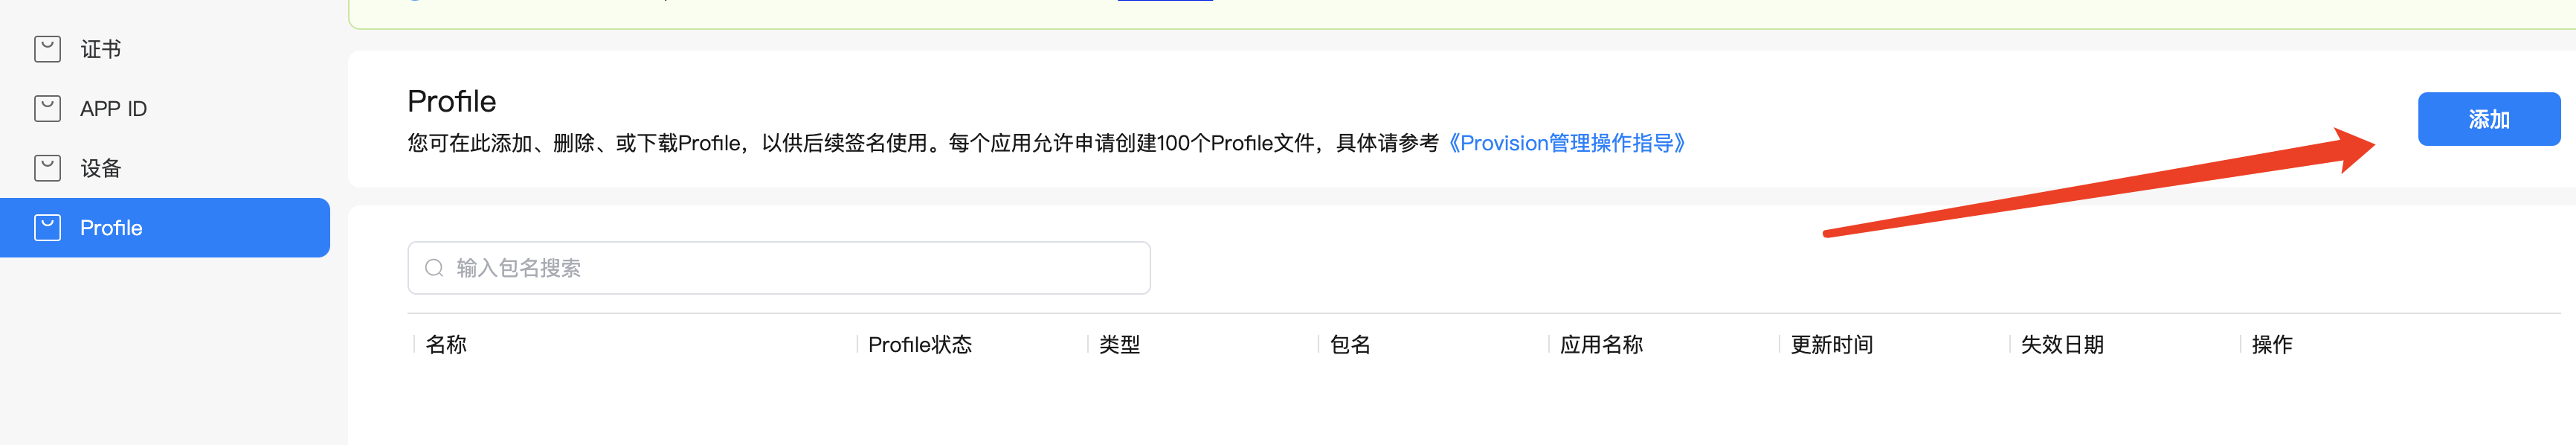 证书
APP ID
设备
Profile
Profile
添加
您可在此添加、删除、或下载Profile，以供后续签名使用。每个应用允许申请创建100个Profile文件，具体请参考《Provision管理操作指导》
输入包名搜索
名称 Profile状态 类型 包名 应用名称 更新时间 失效日期 操作